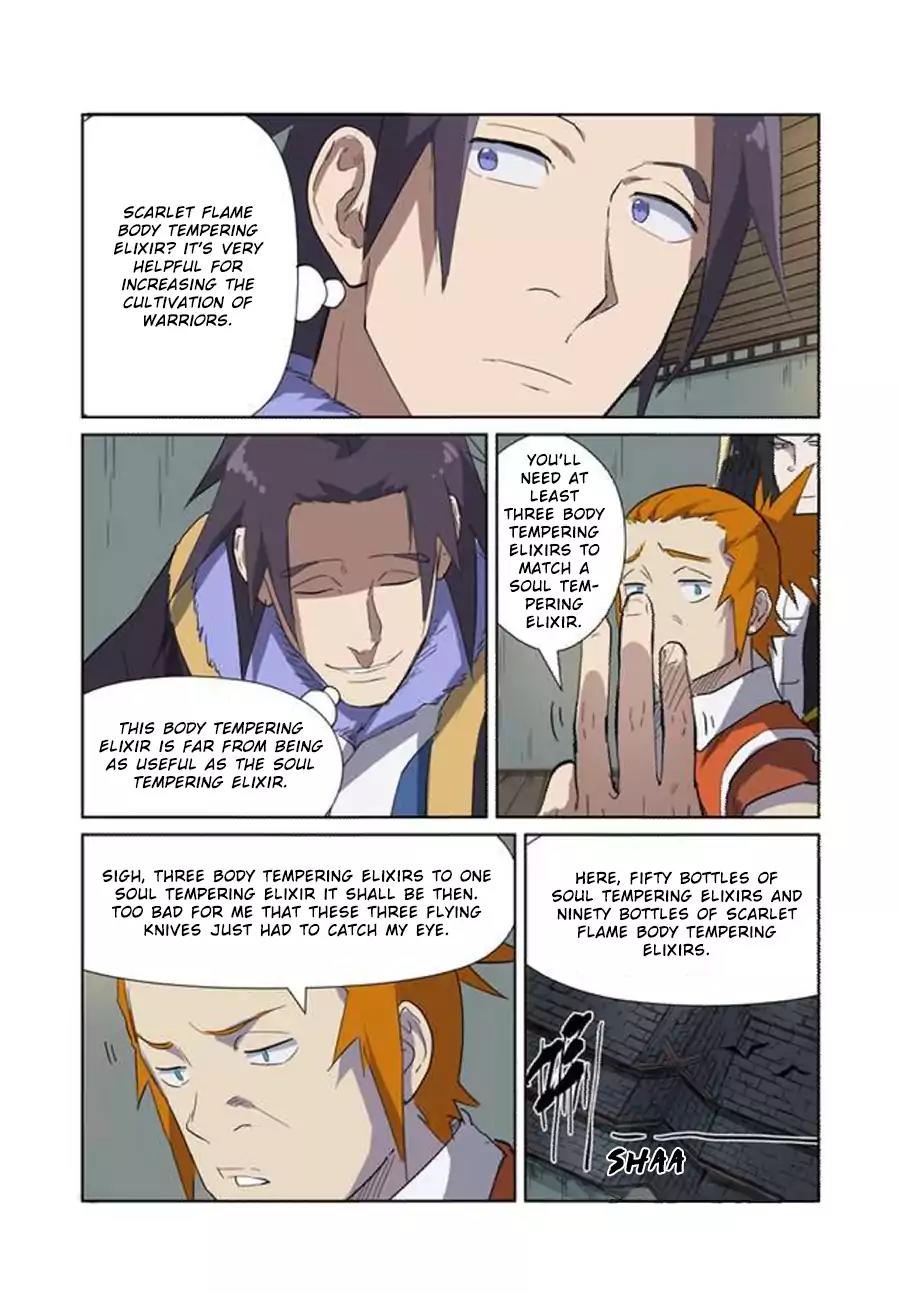 SCARLET FLAME
BODY TEMPERING
ELIXIR? IT'S VERY
HELPFUL FOR
INCREASING THE
CULTIVATION OF
WARRIORS.
THIS BODY TEMPERING
ELIXIR IS FAR FROM BEING
AS USEFUL AS THE SOUL
TEMPERING ELIXIR.
YOU'LL
NEED AT
LEAST
THREE BODY
TEMPERING
ELIXIRS TO
MATCH A
SOUL TEM-
PERING
ELIXIR.
SIGH, THREE BODY TEMPERING ELIXIRS TO ONE
SOUL TEMPERING ELIXIR IT SHALL BE THEN.
TOO BAD FOR ME THAT THESE THREE FLYING
KNIVES JUST HAD TO CATCH MY EYE.
HERE, FIFTY BOTTLES OF
SOUL TEMPERING ELIXIRS AND
NINETY BOTTLES OF SCARLET
FLAME BODY TEMPERING
ELIXIRS.
SHAA